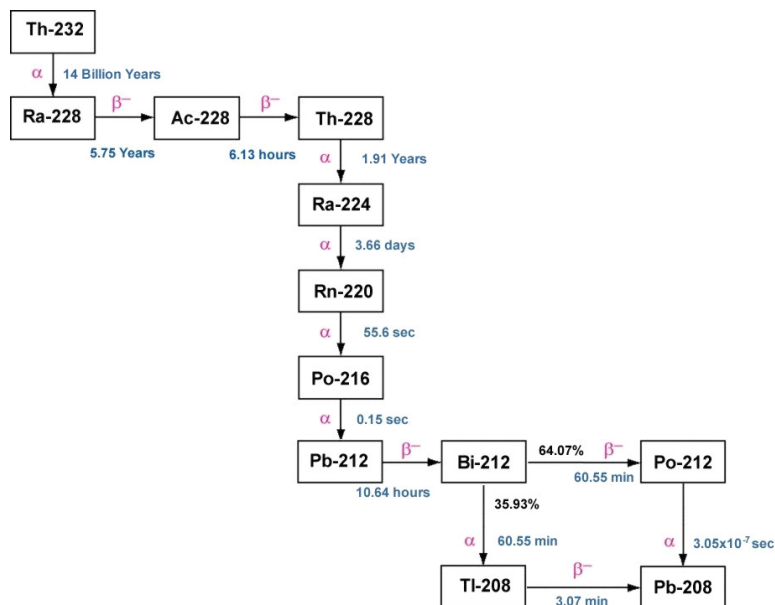 Th-232
α 14 Billion Years
Ra-228 β⁻ Ac-228 β⁻ Th-228
5.75 Years 6.13 hours α 1.91 Years
Ra-224
α 3.66 days
Rn-220
α 55.6 sec
Po-216
α 0.15 sec
Pb-212 β⁻ Bi-212 64.07% β⁻ Po-212
10.64 hours 60.55 min
35.93%
α 60.55 min α 3.05x10⁻⁷ sec
Tl-208 β⁻ Pb-208
3.07 min